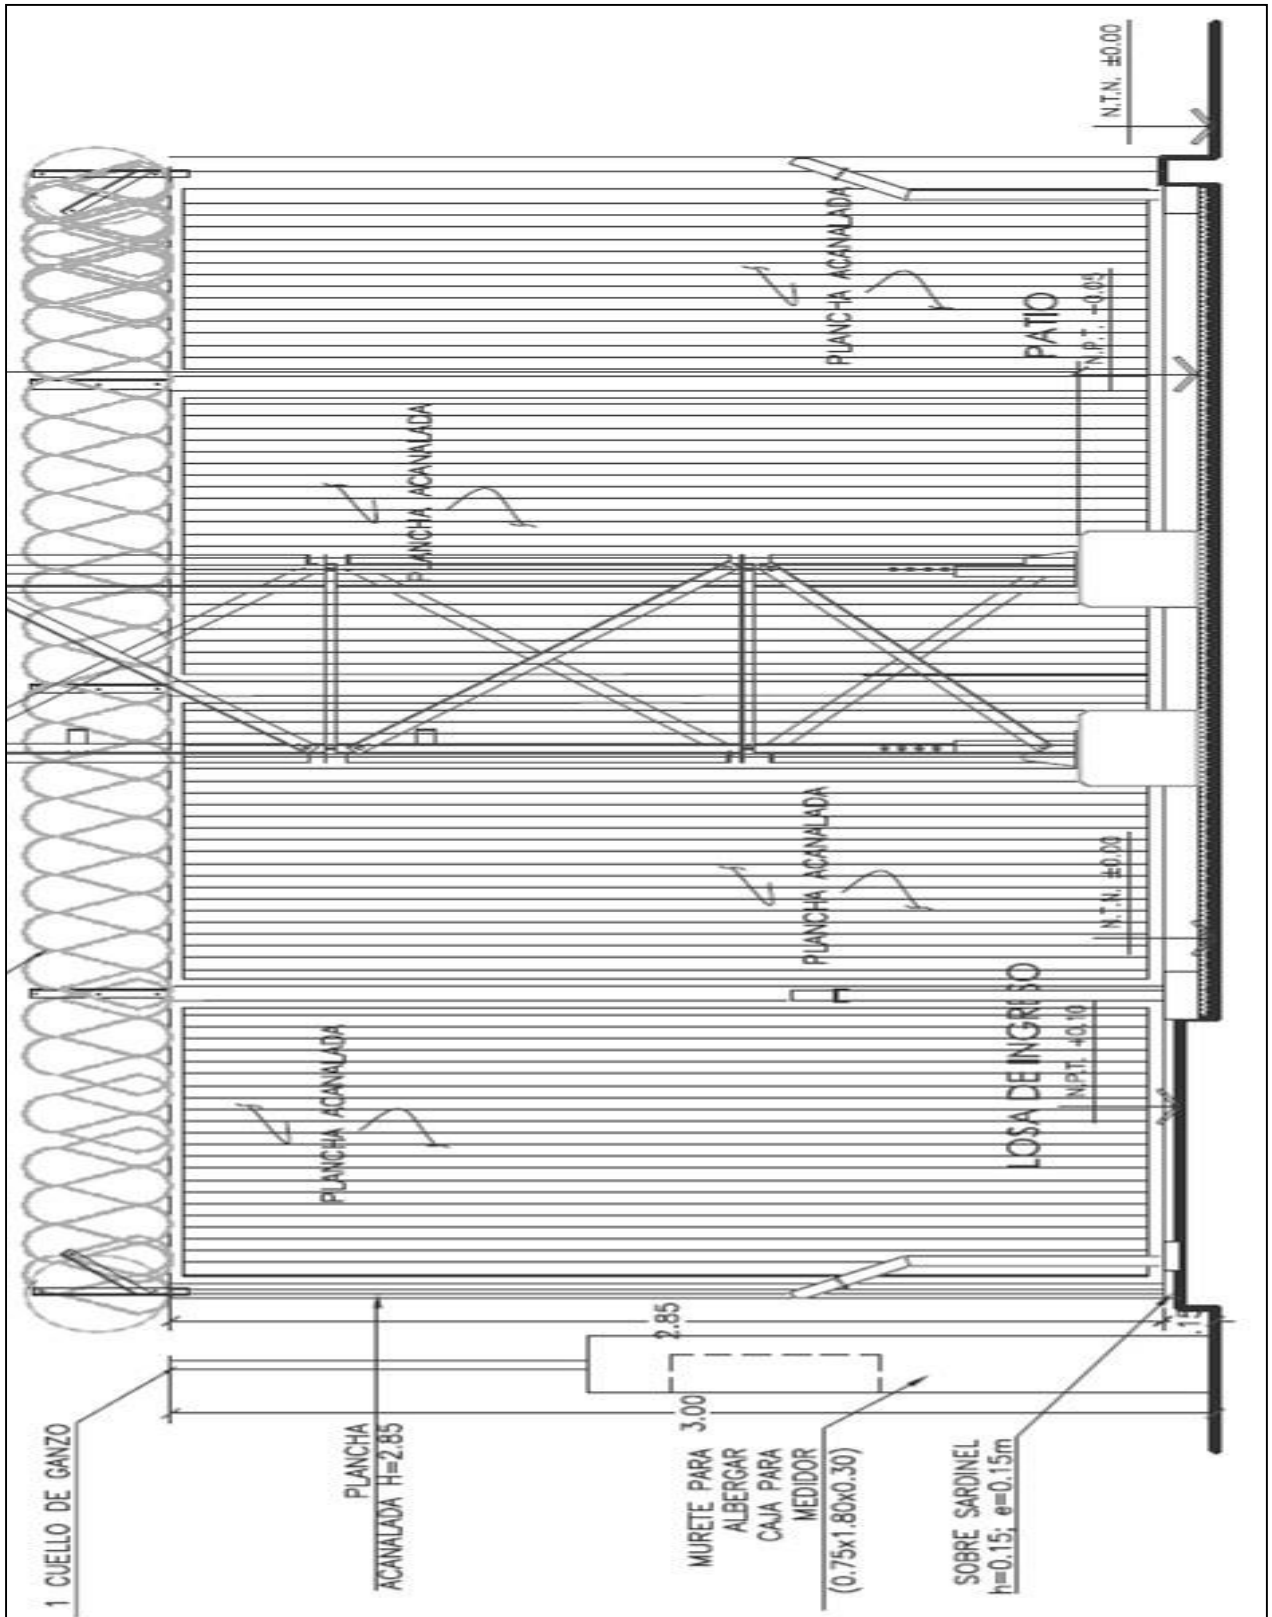 1 CUELLO DE GANZO
PLANCHA
ACANALADA H=2.85
MURETE PARA
ALBERGAR
CAJA PARA
MEDIDOR
(0.75x1.80x0.30)
SOBRE SARDINEL
h=0.15; e=0.15m
3.00
2.85
.15
PLANCHA ACANALADA
LOSA DE INGRESO
N.P.T. +0.10
PLANCHA ACANALADA
N.T.N. ±0.00
PLANCHA ACANALADA
PLANCHA ACANALADA
PATIO
N.P.T. -0.05
N.T.N. ±0.00